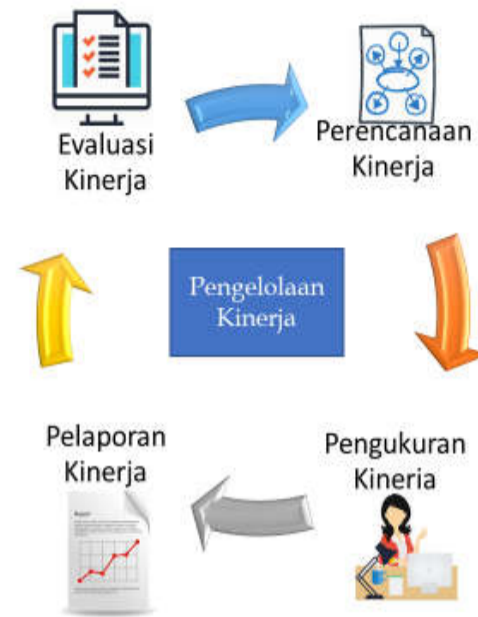 Evaluasi
Kinerja
Perencanaan
Kinerja
Pengelolaan
Kinerja
Pelaporan
Kinerja
Pengukuran
Kineria